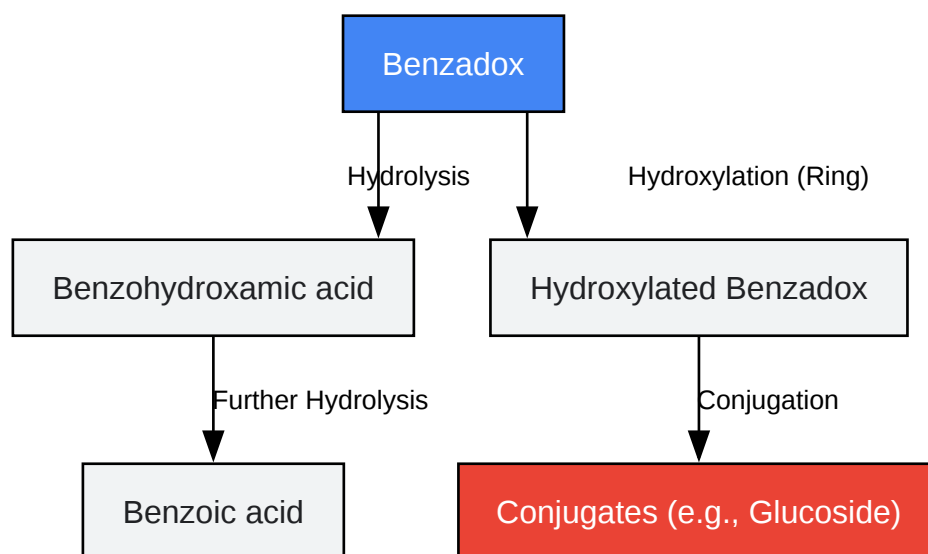 Benzadox
Hydrolysis
Hydroxylation (Ring)
Benzohydroxamic acid
Hydroxylated Benzadox
Further Hydrolysis
Conjugation
Benzoic acid
Conjugates (e.g., Glucoside)